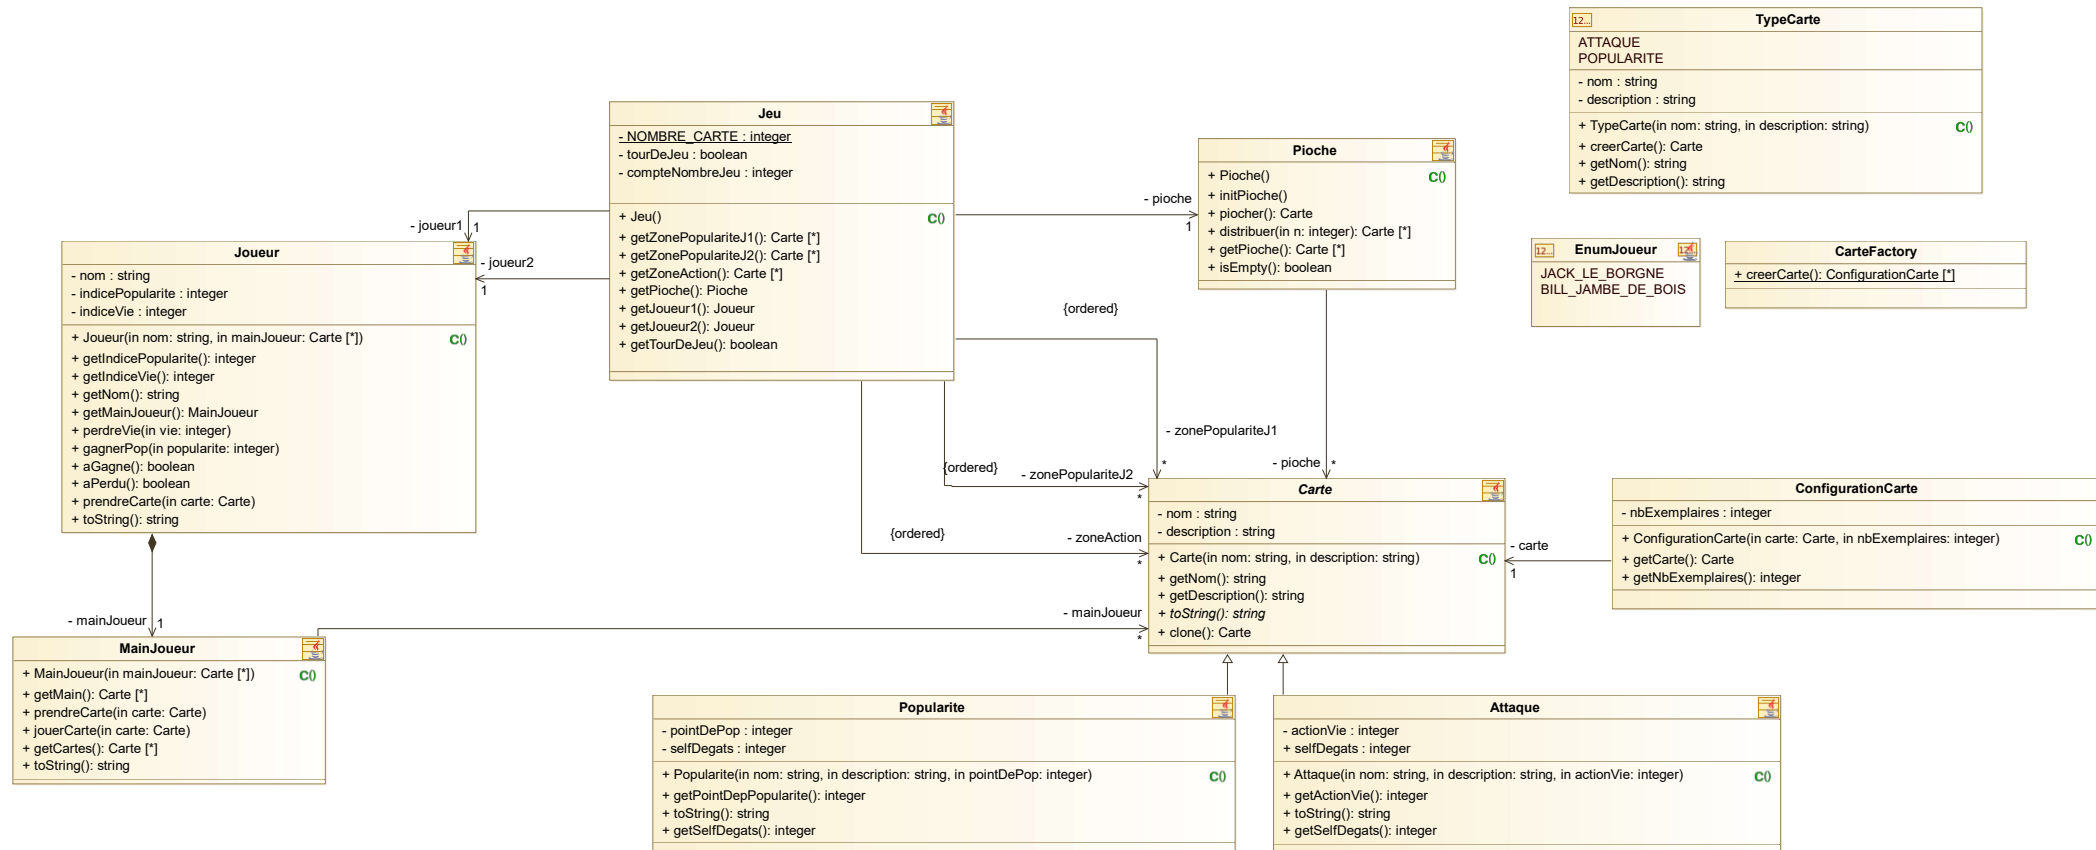 TypeCarte
12...
ATTAQUE
POPULARITE
- nom : string
- description : string
+ TypeCarte(in nom: string, in description: string)
C()
+ creerCarte(): Carte
+ getNom(): string
+ getDescription(): string
Jeu
- NOMBRE_CARTE : integer
- tourDeJeu : boolean
- compteNombreJeu : integer
+ Jeu()
C()
+ getZonePopulariteJ1(): Carte [*]
+ getZonePopulariteJ2(): Carte [*]
+ getZoneAction(): Carte [*]
+ getPioche(): Pioche
+ getJoueur1(): Joueur
+ getJoueur2(): Joueur
+ getTourDeJeu(): boolean
- pioche
1
Pioche
+ Pioche()
C()
+ initPioche()
+ piocher(): Carte
+ distribuer(in n: integer): Carte [*]
+ getPioche(): Carte [*]
+ isEmpty(): boolean
- joueur1
1
- joueur2
1
Joueur
- nom : string
- indicePopularite : integer
- indiceVie : integer
+ Joueur(in nom: string, in mainJoueur: Carte [*])
C()
+ getIndicePopularite(): integer
+ getIndiceVie(): integer
+ getNom(): string
+ getMainJoueur(): MainJoueur
+ perdreVie(in vie: integer)
+ gagnerPop(in popularite: integer)
+ aGagne(): boolean
+ aPerdu(): boolean
+ prendreCarte(in carte: Carte)
+ toString(): string
12...
EnumJoueur
12
JACK_LE_BORGNE
BILL_JAMBE_DE_BOIS
CarteFactory
+ creerCarte(): ConfigurationCarte [*]
{ordered}
- zonePopulariteJ1
*
{ordered}
- zonePopulariteJ2
*
{ordered}
- zoneAction
*
- pioche
*
- mainJoueur
*
Carte
- nom : string
- description : string
+ Carte(in nom: string, in description: string)
C()
+ getNom(): string
+ getDescription(): string
+ toString(): string
+ clone(): Carte
- carte
1
ConfigurationCarte
- nbExemplaires : integer
+ ConfigurationCarte(in carte: Carte, in nbExemplaires: integer)
C()
+ getCarte(): Carte
+ getNbExemplaires(): integer
- mainJoueur
1
MainJoueur
+ MainJoueur(in mainJoueur: Carte [*])
C()
+ getMain(): Carte [*]
+ prendreCarte(in carte: Carte)
+ jouerCarte(in carte: Carte)
+ getCartes(): Carte [*]
+ toString(): string
Popularite
- pointDePop : integer
- selfDegats : integer
+ Popularite(in nom: string, in description: string, in pointDePop: integer)
C()
+ getPointDepPopularite(): integer
+ toString(): string
+ getSelfDegats(): integer
Attaque
- actionVie : integer
+ selfDegats : integer
+ Attaque(in nom: string, in description: string, in actionVie: integer)
C()
+ getActionVie(): integer
+ toString(): string
+ getSelfDegats(): integer